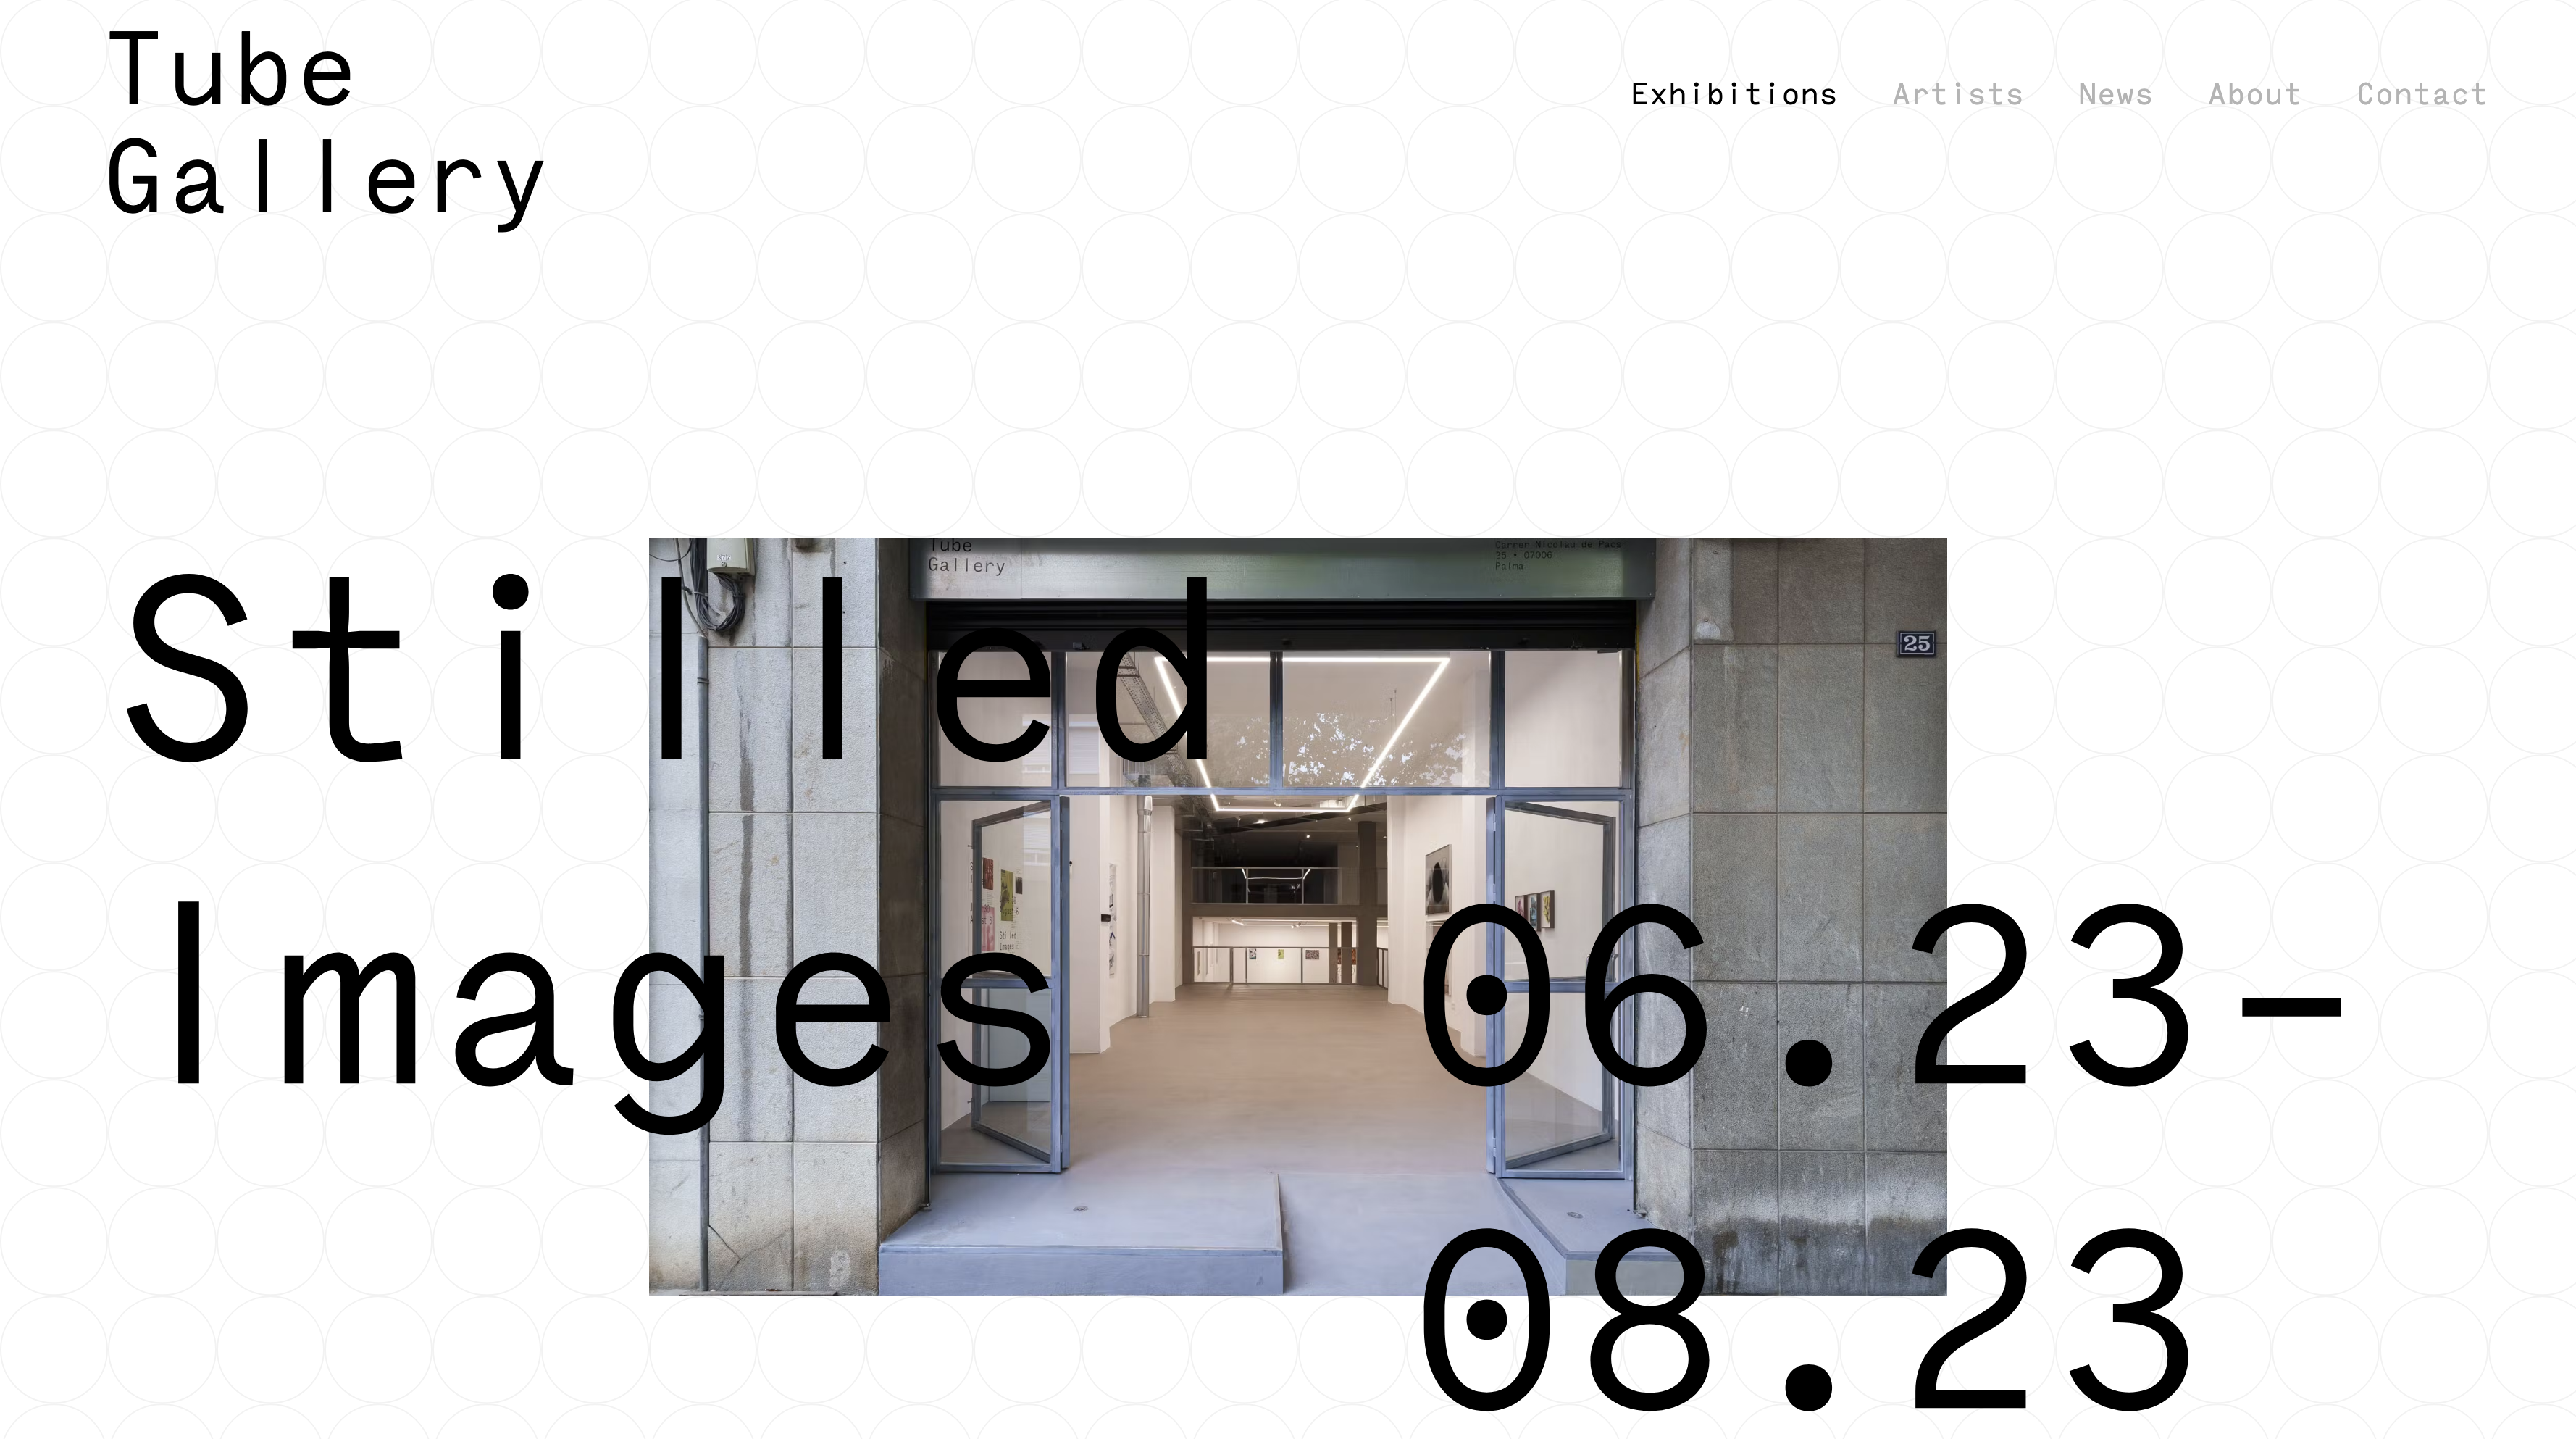 Tube
Gallery
Exhibitions Artists News About Contact
Tube
Gallery
Carrer Nicolau de Pacs
25 • 07006
Palma
25
Stilled
Images
06.23–
08.23
Stilled
Images